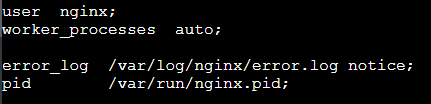 user  nginx;
worker_processes  auto;

error_log  /var/log/nginx/error.log notice;
pid        /var/run/nginx.pid;